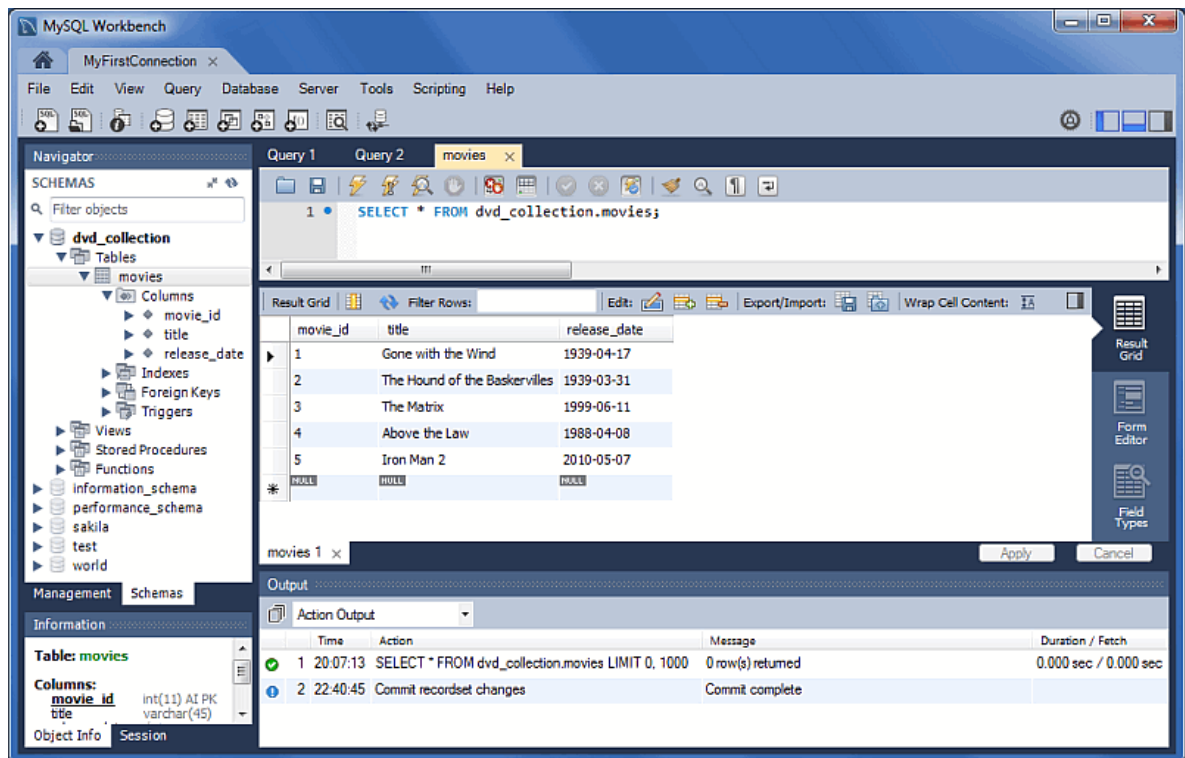 MySQL Workbench
MyFirstConnection
File Edit View Query Database Server Tools Scripting Help
Navigator
SCHEMAS
Filter objects
dvd_collection
Tables
movies
Columns
movie_id
title
release_date
Indexes
Foreign Keys
Triggers
Views
Stored Procedures
Functions
information_schema
performance_schema
sakila
test
world
Management Schemas
Information
Table: movies
Columns:
movie_id int(11) AI PK
title varchar(45)
Object Info Session
Query 1 Query 2 movies
1 SELECT * FROM dvd_collection.movies;
Result Grid Filter Rows: Edit: Export/Import: Wrap Cell Content:
movie_id title release_date
1 Gone with the Wind 1939-04-17
2 The Hound of the Baskervilles 1939-03-31
3 The Matrix 1999-06-11
4 Above the Law 1988-04-08
5 Iron Man 2 2010-05-07
NULL NULL NULL
Result
Grid
Form
Editor
Field
Types
movies 1
Apply Cancel
Output
Action Output
Time Action Message Duration / Fetch
1 20:07:13 SELECT * FROM dvd_collection.movies LIMIT 0, 1000 0 row(s) returned 0.000 sec / 0.000 sec
2 22:40:45 Commit recordset changes Commit complete